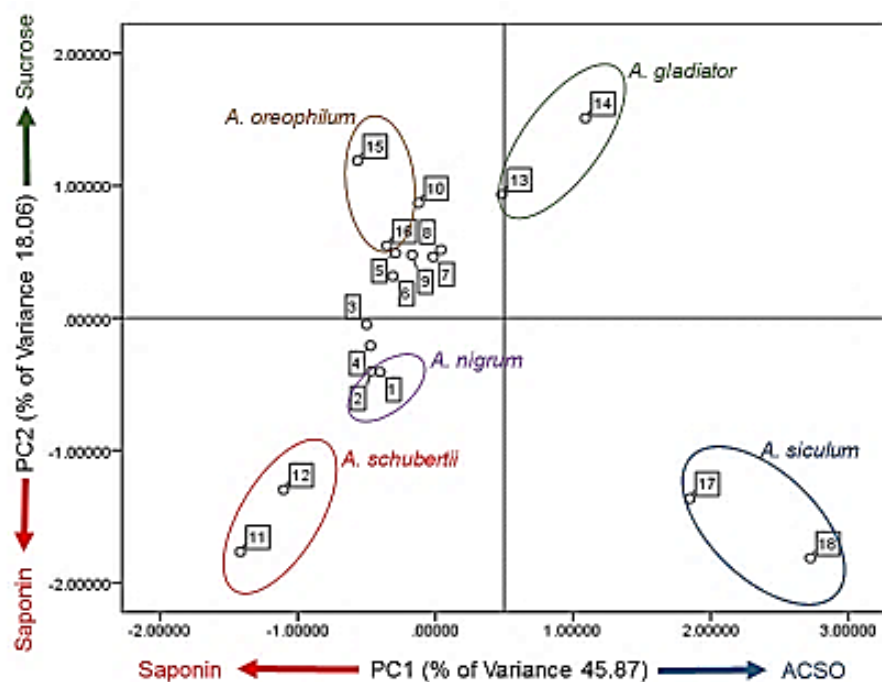 2.00000
1.00000
.00000
-1.00000
-2.00000
Saponin PC2 (% of Variance 18.06) Sucrose
A. gladiator
14
A. oreophilum
15
13
10
16
8
5
9
7
6
3
4
A. nigrum
1
2
A. schubertii
A. siculum
12
17
11
18
-2.00000 -1.00000 .00000 1.00000 2.00000 3.00000
Saponin PC1 (% of Variance 45.87) ACSO